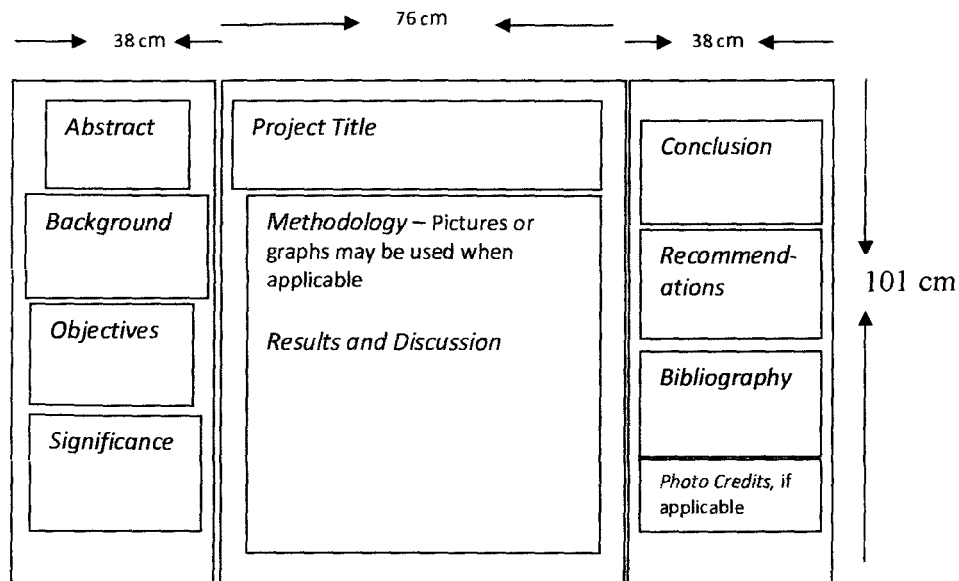 76 cm
38 cm
38 cm
Abstract
Background
Objectives
Significance
Project Title
Methodology – Pictures or
graphs may be used when
applicable
Results and Discussion
Conclusion
Recommend-
ations
Bibliography
Photo Credits, if
applicable
101 cm